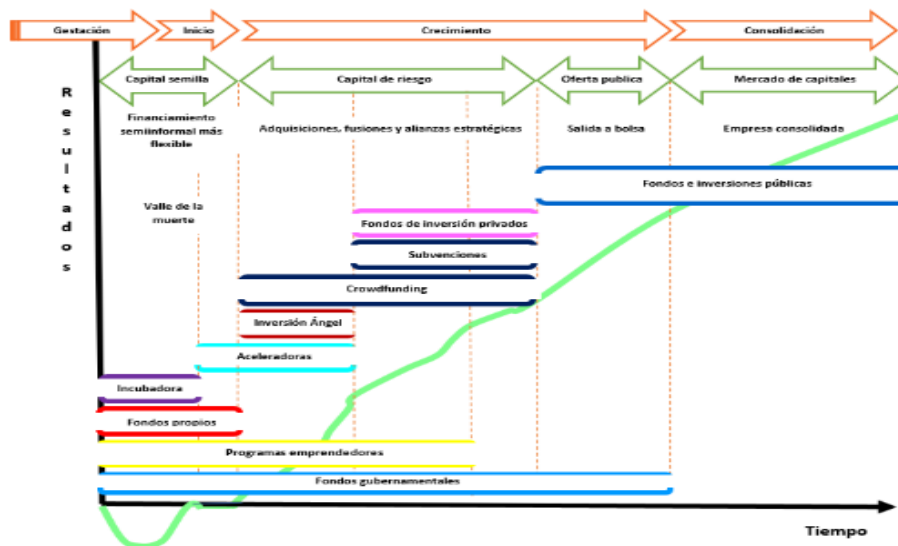 Gestación
Inicio
Crecimiento
Consolidación
Capital semilla
Capital de riesgo
Oferta publica
Mercado de capitales
Resultados
Financiamiento
semiinformal más
flexible
Adquisiciones, fusiones y alianzas estratégicas
Salida a bolsa
Empresa consolidada
Fondos e inversiones públicas
Valle de la
muerte
Fondos de inversión privados
Subvenciones
Crowdfunding
Inversión Ángel
Aceleradoras
Incubadora
Fondos propios
Programas emprendedores
Fondos gubernamentales
Tiempo